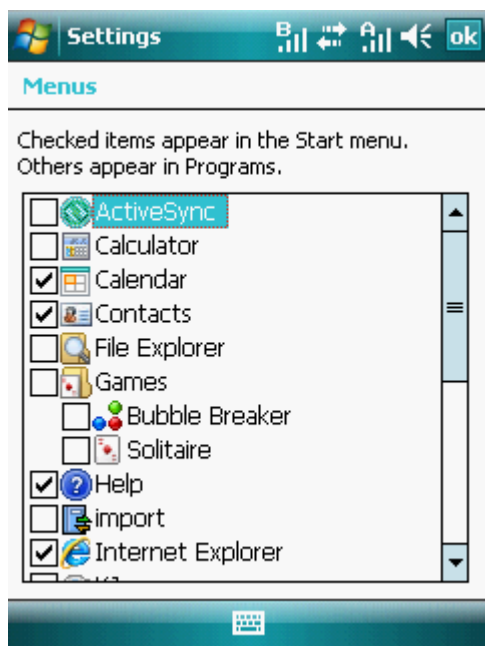 Settings
B
A
ok
Menus
Checked items appear in the Start menu.
Others appear in Programs.
ActiveSync
Calculator
Calendar
Contacts
File Explorer
Games
Bubble Breaker
Solitaire
Help
import
Internet Explorer